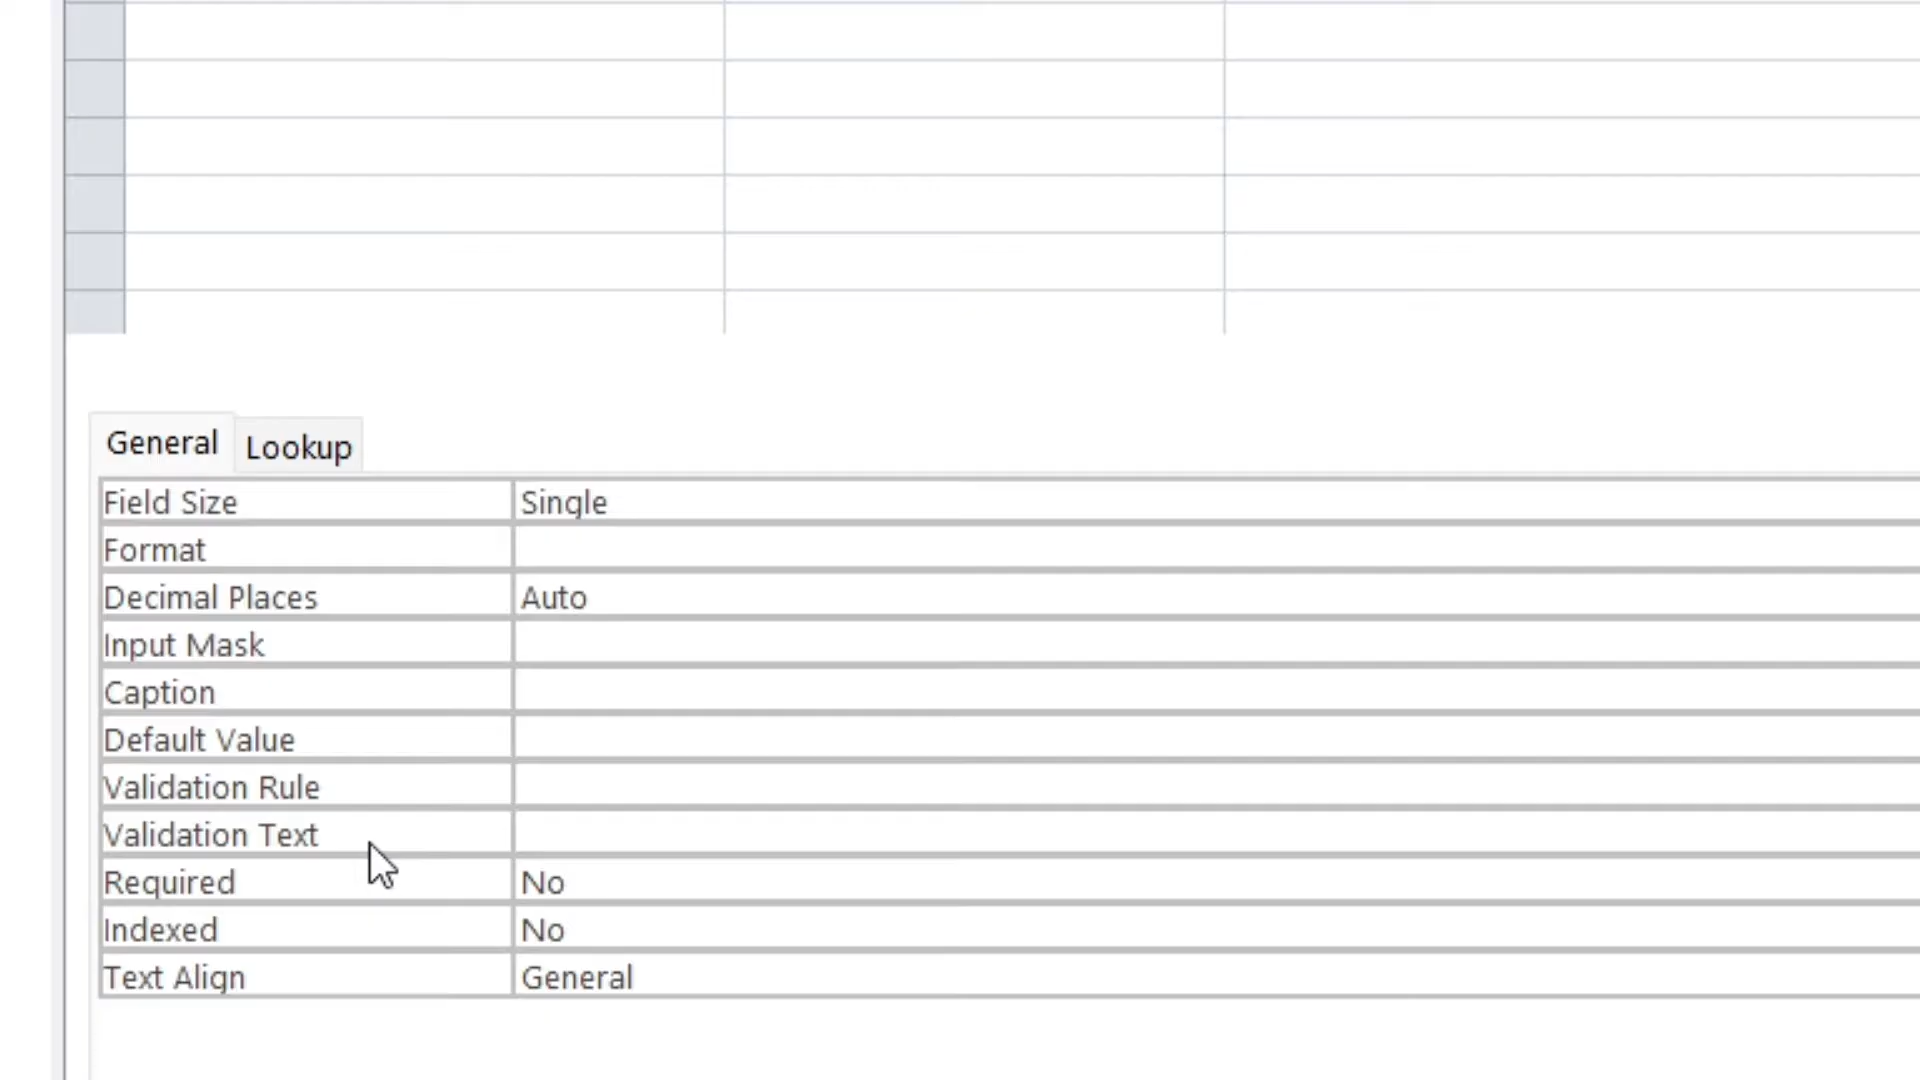 General Lookup
Field Size Single
Format
Decimal Places Auto
Input Mask
Caption
Default Value
Validation Rule
Validation Text
Required No
Indexed No
Text Align General